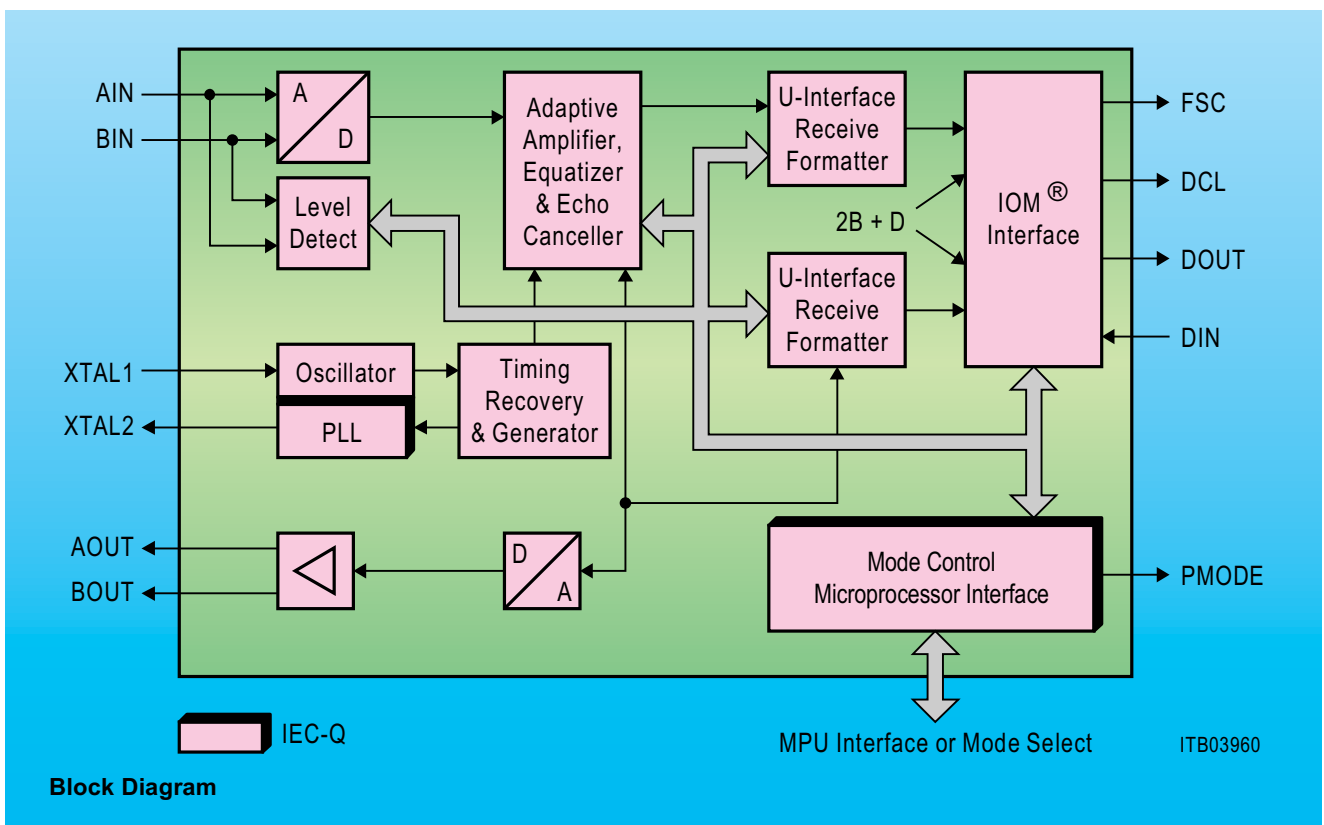 AIN
BIN
A
D
Level
Detect
Adaptive
Amplifier,
Equatizer
& Echo
Canceller
U-Interface
Receive
Formatter
2B + D
U-Interface
Receive
Formatter
IOM ®
Interface
FSC
DCL
DOUT
DIN
XTAL1
XTAL2
Oscillator
PLL
Timing
Recovery
& Generator
AOUT
BOUT
D
A
Mode Control
Microprocessor Interface
PMODE
IEC-Q
MPU Interface or Mode Select
ITB03960
Block Diagram